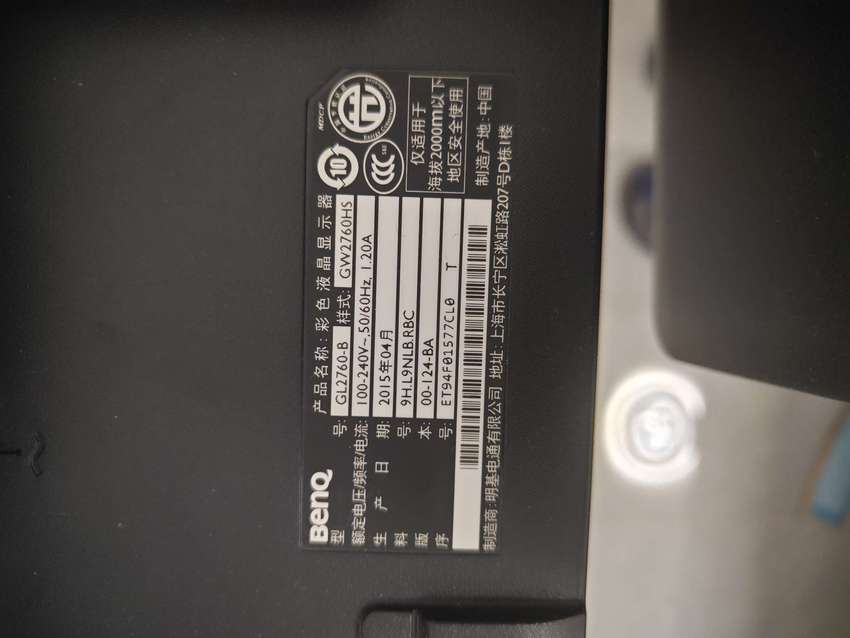 BenQ
产品名称: 彩色液晶显示器
型 号: GL2760-B 样式: GW2760HS
额定电压/频率/电流: 100-240V~,50/60Hz, 1.20A
生 产 日 期: 2015年04月
料 号: 9H.L9NLB.RBC
版 本: 00-124-BA
序 号: ET94F01577CL0 T
制造商: 明基电通有限公司 地址: 上海市长宁区淞虹路207号D栋1楼
制造产地: 中国
MDCF
10
CCC
S&E
仅适用于
海拔2000m以下
地区安全使用